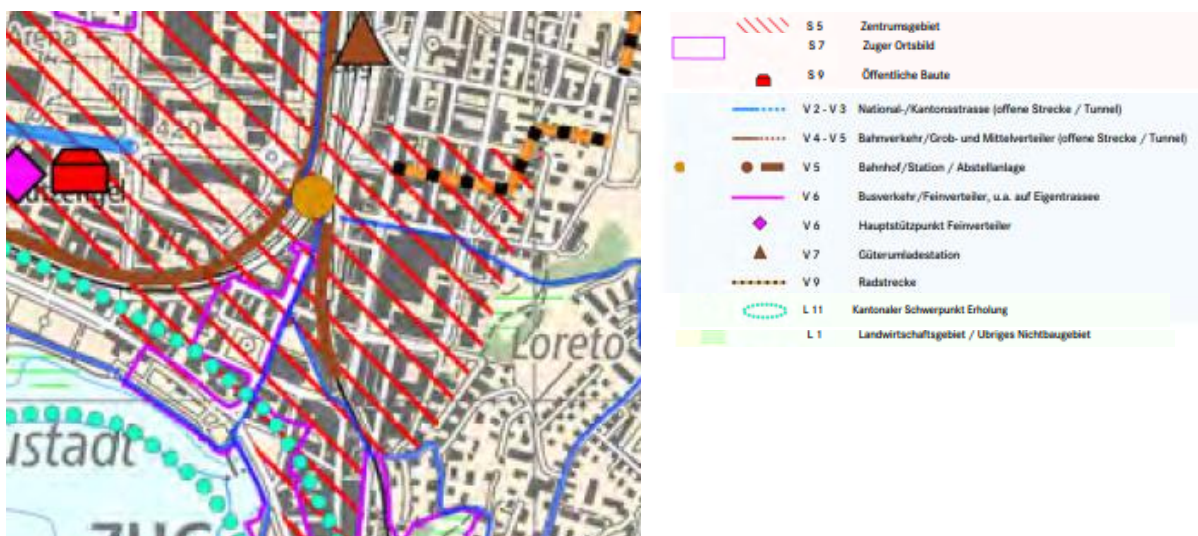 Arena
420
Loreto
ustadt
ZUG
S 5 Zentrumsgebiet
S 7 Zuger Ortsbild
S 9 Öffentliche Baute
V 2 - V 3 National-/Kantonsstrasse (offene Strecke / Tunnel)
V 4 - V 5 Bahnverkehr/Grob- und Mittelverteiler (offene Strecke / Tunnel)
V 5 Bahnhof/Station / Abstellanlage
V 6 Busverkehr/Feinverteiler, u.a. auf Eigentrassee
V 6 Hauptstützpunkt Feinverteiler
V 7 Güterumladestation
V 9 Radstrecke
L 11 Kantonaler Schwerpunkt Erholung
L 1 Landwirtschaftsgebiet / Ubriges Nichtbaugebiet